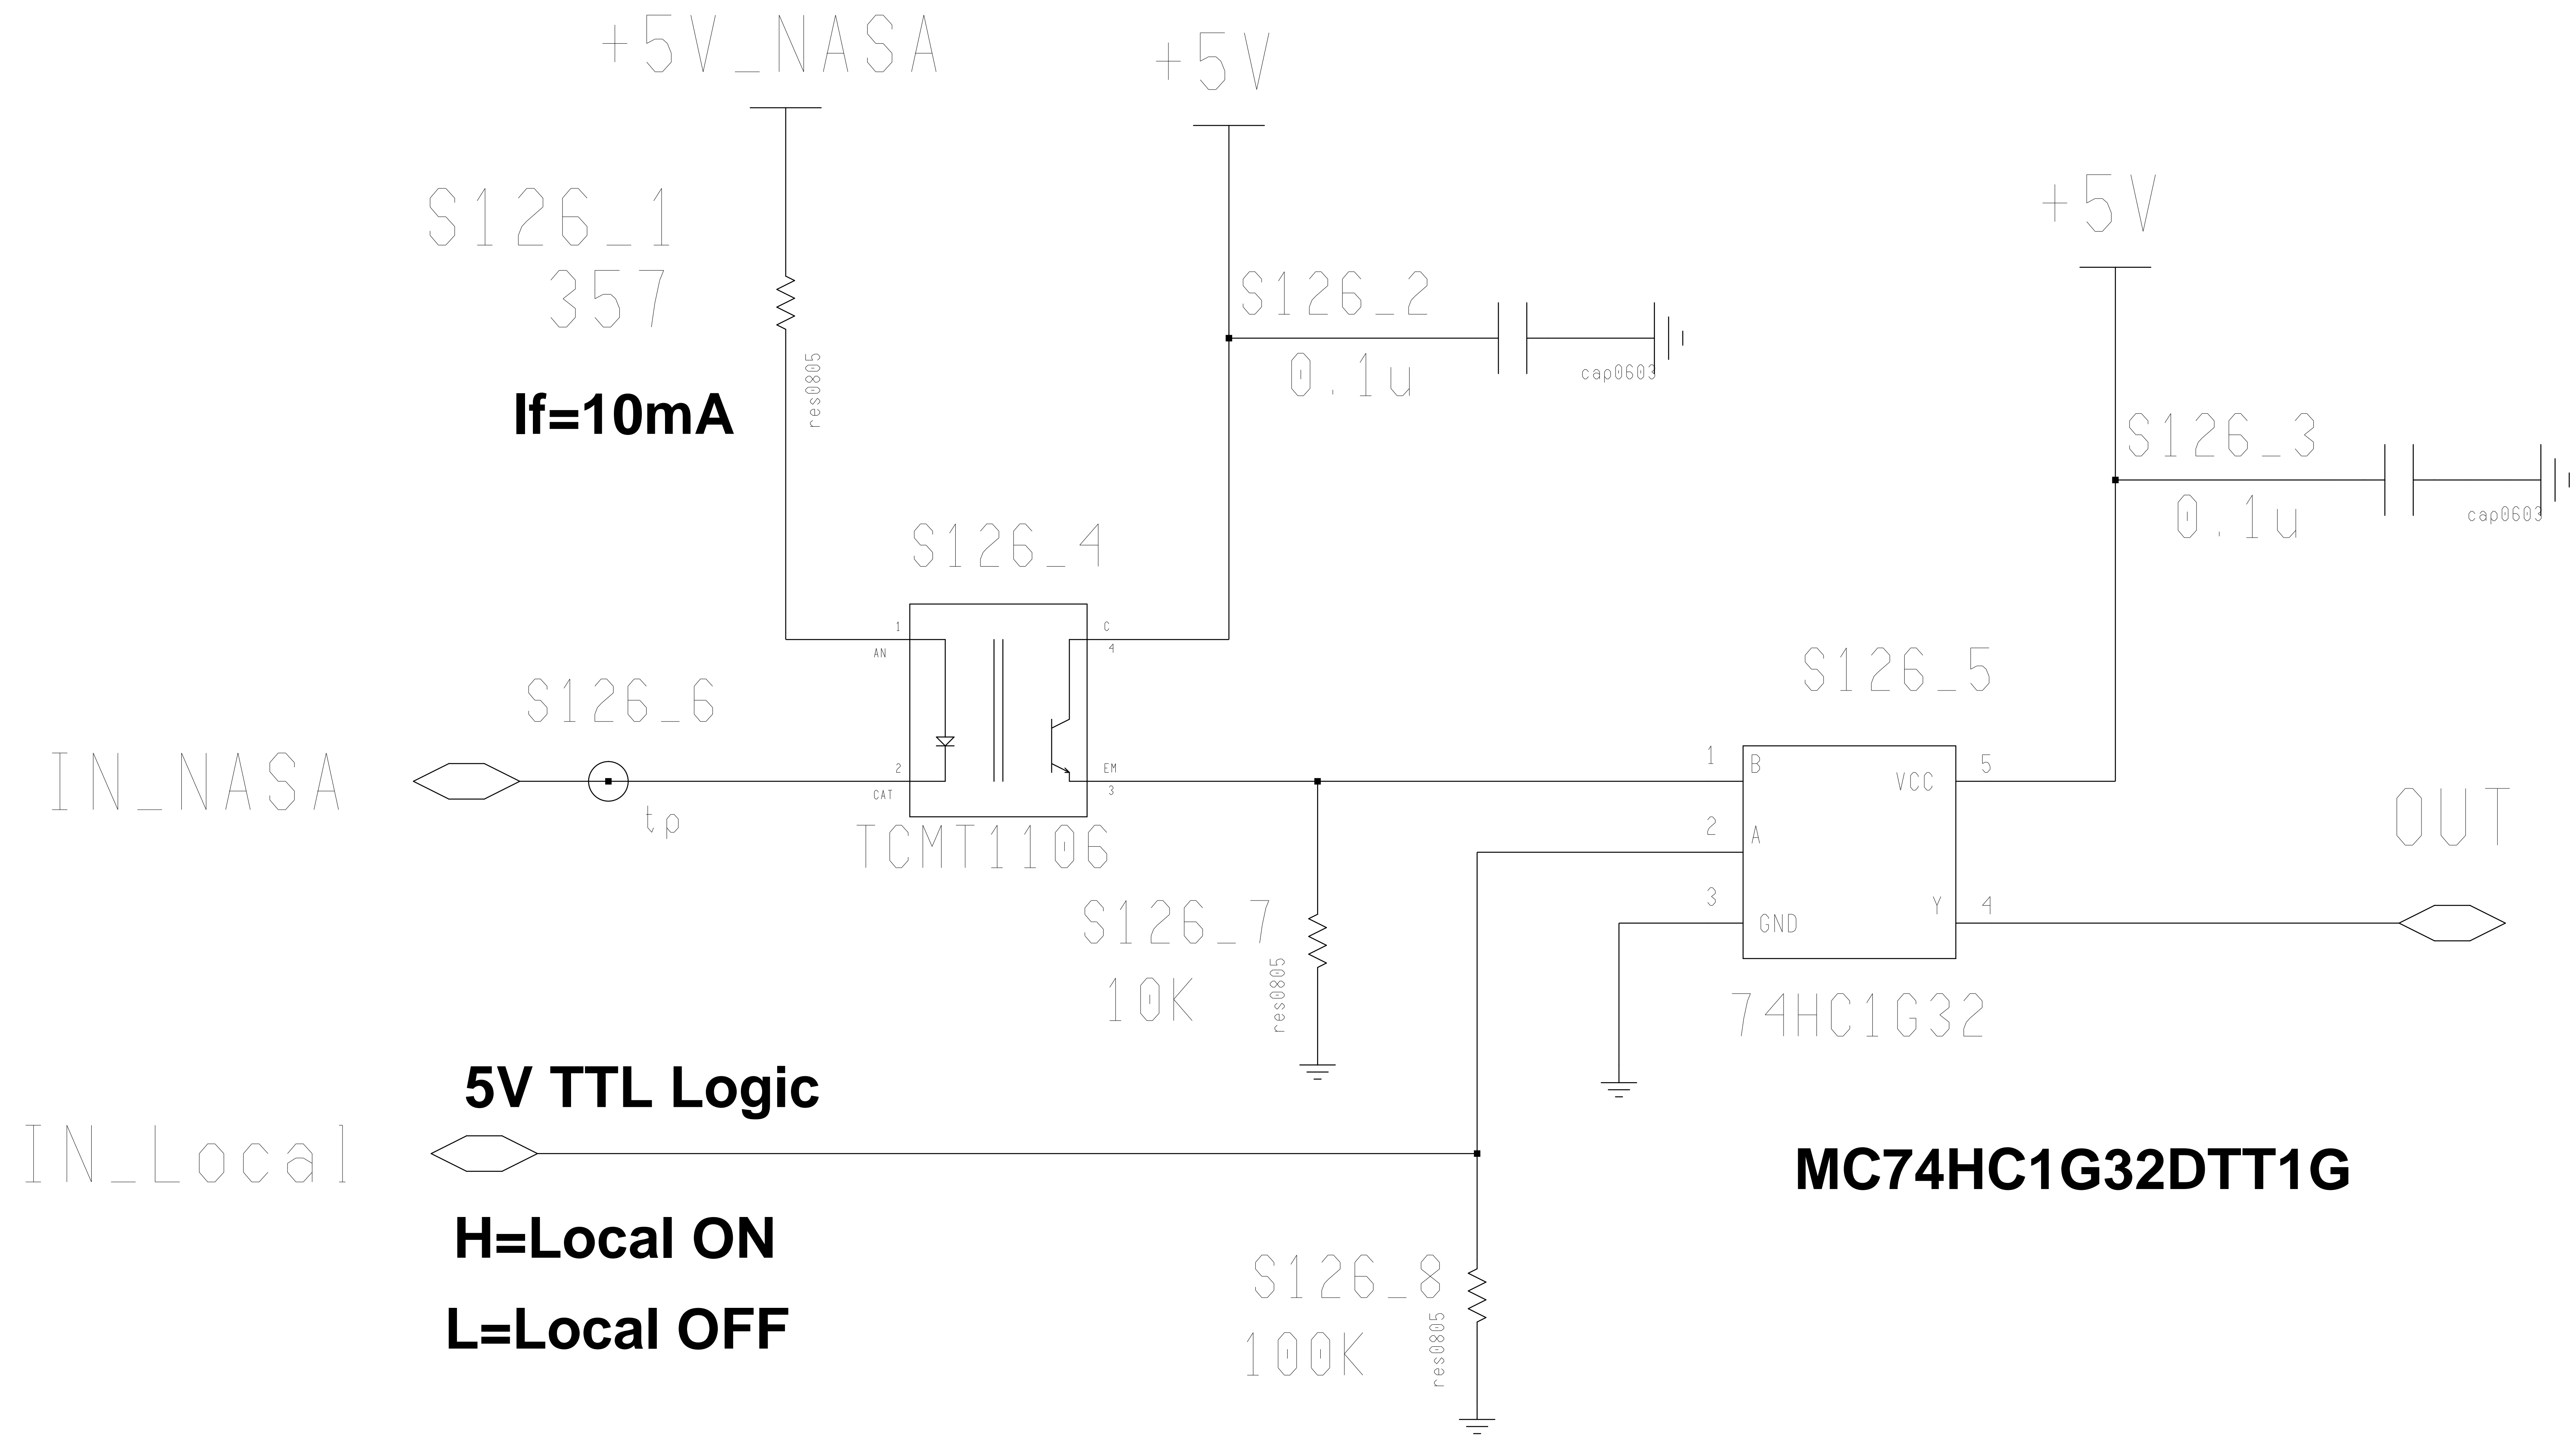 +5V_NASA
+5V
+5V
S126_1
357
res0805
If=10mA
S126_2
0.1u
cap0603
S126_3
0.1u
cap0603
S126_4
1
AN
C
4
2
CAT
EM
3
TCMT1106
S126_6
tp
IN_NASA
S126_5
1
B
VCC
5
2
A
3
GND
Y
4
74HC1G32
OUT
S126_7
10K
res0805
5V TTL Logic
IN_Local
H=Local ON
L=Local OFF
MC74HC1G32DTT1G
S126_8
100K
res0805